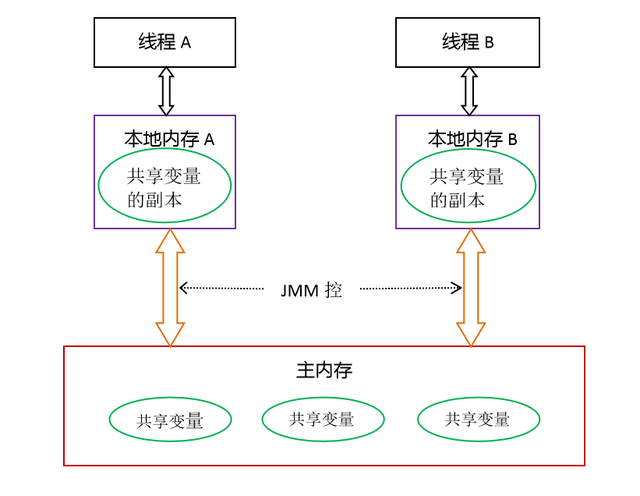 线程 A
线程 B
本地内存 A
共享变量
的副本
本地内存 B
共享变量
的副本
JMM 控
主内存
共享变量
共享变量
共享变量